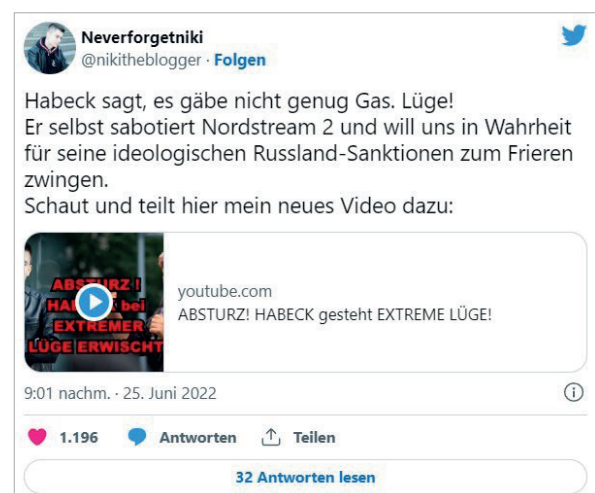 Neverforgetniki
@nikitheblogger · Folgen
Habeck sagt, es gäbe nicht genug Gas. Lüge!
Er selbst sabotiert Nordstream 2 und will uns in Wahrheit
für seine ideologischen Russland-Sanktionen zum Frieren
zwingen.
Schaut und teilt hier mein neues Video dazu:
ABSTURZ !
HABECK bei
EXTREMER
LÜGE ERWISCHT
youtube.com
ABSTURZ! HABECK gesteht EXTREME LÜGE!
9:01 nachm. · 25. Juni 2022
1.196 Antworten Teilen
32 Antworten lesen